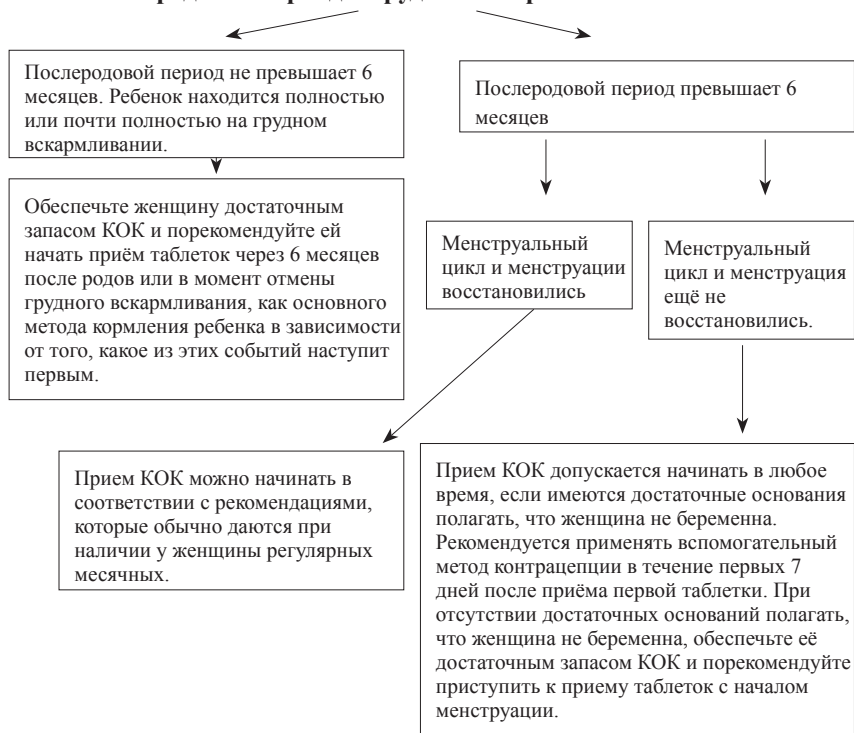 Послеродовой период не превышает 6
месяцев. Ребенок находится полностью
или почти полностью на грудном
вскармливании.
Послеродовой период превышает 6
месяцев
Обеспечьте женщину достаточным
запасом КОК и порекомендуйте ей
начать приём таблеток через 6 месяцев
после родов или в момент отмены
грудного вскармливания, как основного
метода кормления ребенка в зависимости
от того, какое из этих событий наступит
первым.
Менструальный
цикл и менструации
восстановились
Менструальный
цикл и менструация
ещё не
восстановились.
Прием КОК можно начинать в
соответствии с рекомендациями,
которые обычно даются при
наличии у женщины регулярных
месячных.
Прием КОК допускается начинать в любое
время, если имеются достаточные основания
полагать, что женщина не беременна.
Рекомендуется применять вспомогательный
метод контрацепции в течение первых 7
дней после приёма первой таблетки. При
отсутствии достаточных оснований полагать,
что женщина не беременна, обеспечьте её
достаточным запасом КОК и порекомендуйте
приступить к приему таблеток с началом
менструации.